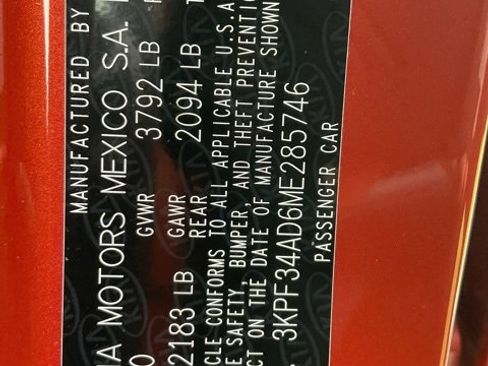 MANUFACTURED BY
MOTORS MEXICO S.A.
GVWR 3792 LB
2183 LB GAWR REAR 2094 LB
CONFORMS TO ALL APPLICABLE U.S.A.
SAFETY, BUMPER, AND THEFT PREVENTI
ON THE DATE OF MANUFACTURE SHOWN
3KPF34AD6ME285746
PASSENGER CAR